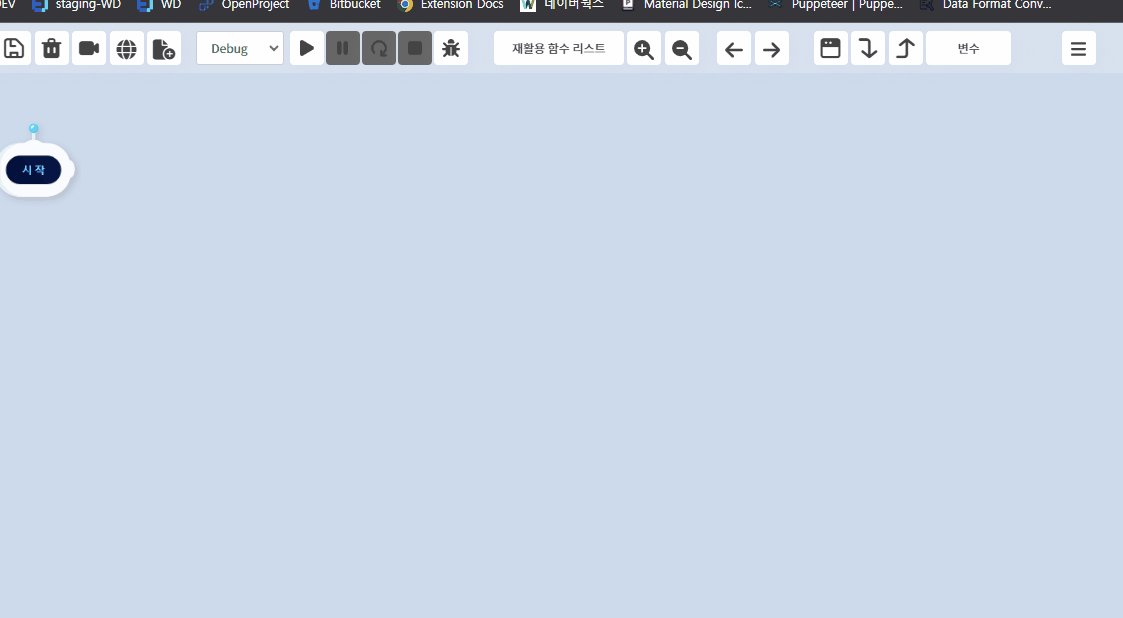 EV staging-WD WD OpenProject Bitbucket Extension Docs 네이버웍스 Material Design Ic... Puppeteer | Puppe... Data Format Conv...
Debug 재활용 함수 리스트 변수
시작